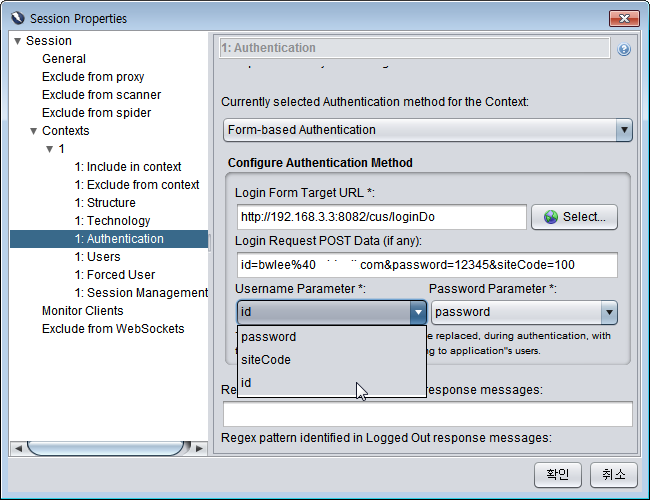 Session Properties
Session
General
Exclude from proxy
Exclude from scanner
Exclude from spider
Contexts
1
1: Include in context
1: Exclude from context
1: Structure
1: Technology
1: Authentication
1: Users
1: Forced User
1: Session Management
Monitor Clients
Exclude from WebSockets
1: Authentication
Currently selected Authentication method for the Context:
Form-based Authentication
Configure Authentication Method
Login Form Target URL *:
http://192.168.3.3:8082/cus/loginDo
Select...
Login Request POST Data (if any):
id=bwlee%40 com&password=12345&siteCode=100
Username Parameter *: Password Parameter *:
id password
password
siteCode
id
e replaced, during authentication, with
ng to application"s users.
Re response messages:
Regex pattern identified in Logged Out response messages:
확인 취소